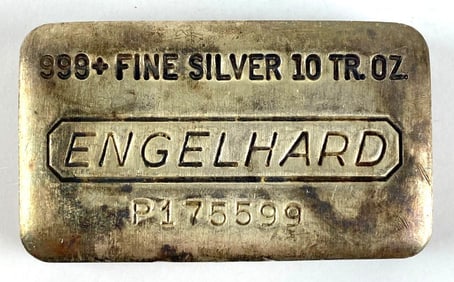 999+ FINE SILVER 10 TR. OZ.
ENGELHARD
P175599